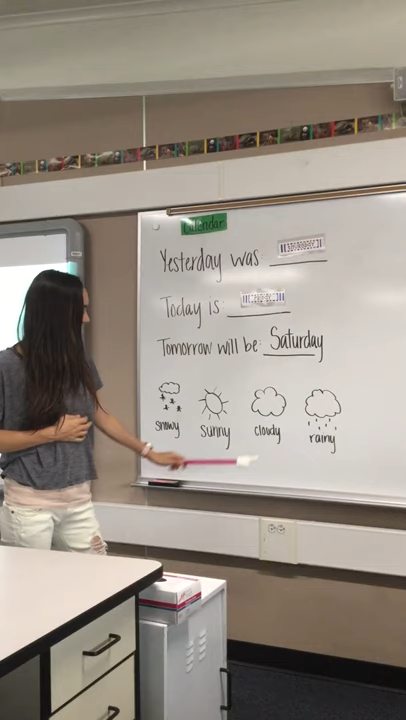 Calendar
Yesterday was:
Today is:
Tomorrow will be: Saturday
snowy sunny cloudy rainy